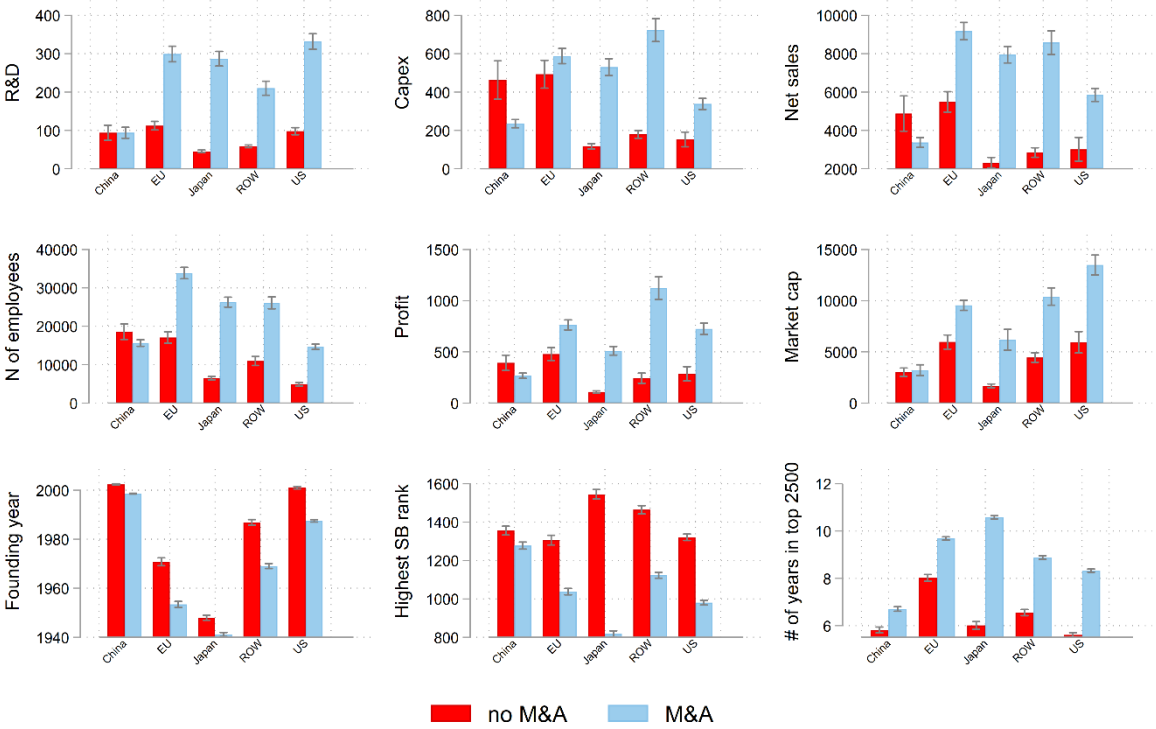 R&D
400
300
200
100
0
China
EU
Japan
ROW
US
Capex
800
600
400
200
0
China
EU
Japan
ROW
US
Net sales
10000
8000
6000
4000
2000
China
EU
Japan
ROW
US
N of employees
40000
30000
20000
10000
0
China
EU
Japan
ROW
US
Profit
1500
1000
500
0
China
EU
Japan
ROW
US
Market cap
15000
10000
5000
0
China
EU
Japan
ROW
US
Founding year
2000
1980
1960
1940
China
EU
Japan
ROW
US
Highest SB rank
1600
1400
1200
1000
800
China
EU
Japan
ROW
US
# of years in top 2500
12
10
8
6
China
EU
Japan
ROW
US
no M&A
M&A